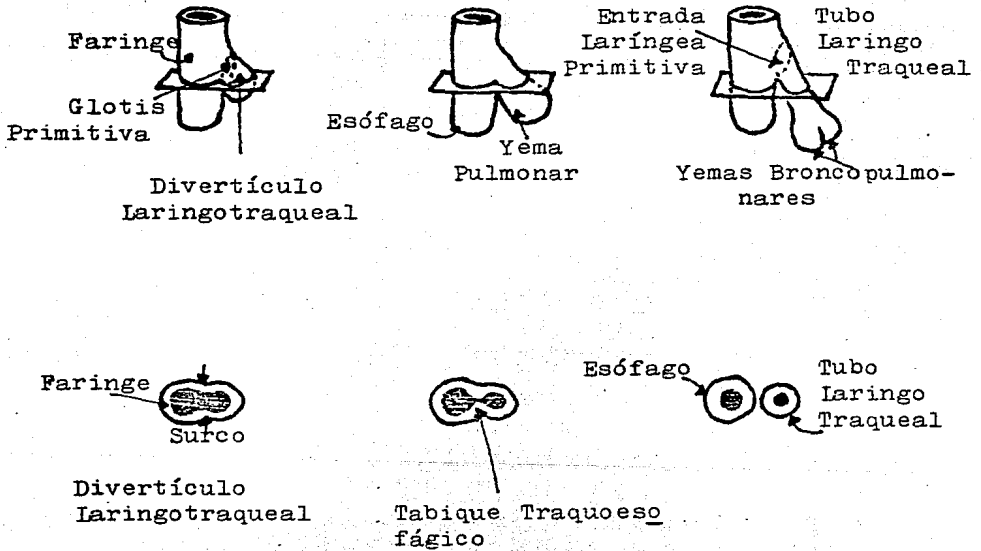 Faringe
Glotis
Primitiva
Divertículo
Laringotraqueal
Esófago
Yema
Pulmonar
Entrada
Laríngea
Primitiva
Tubo
Laringo
Traqueal
Yemas Broncopulmo-
nares
Faringe
Surco
Divertículo
Laringotraqueal
Tabique Traquoeso
fágico
Esófago
Tubo
Laringo
Traqueal